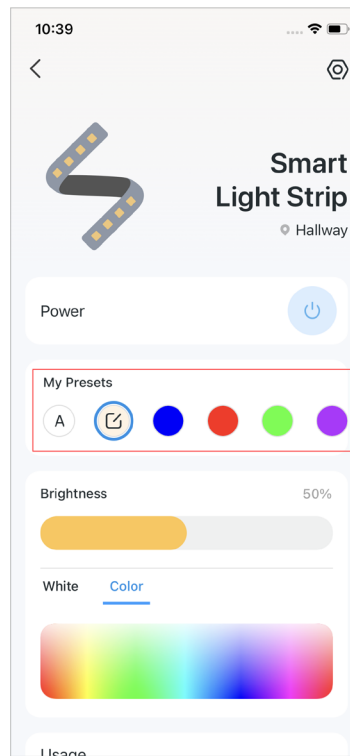 10:39
Smart
Light Strip
Hallway
Power
My Presets
A
Brightness
50%
White
Color
Usage